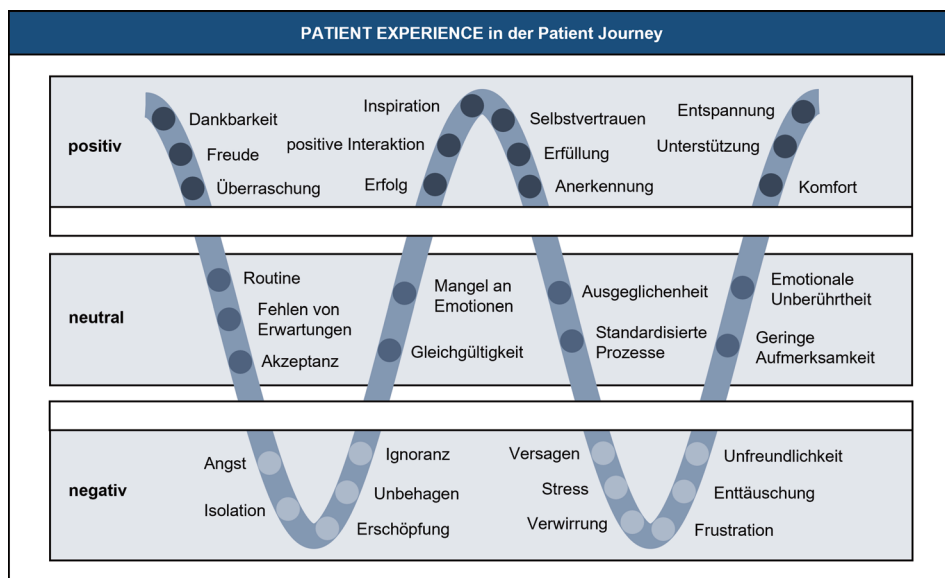 PATIENT EXPERIENCE in der Patient Journey
positiv
Dankbarkeit
Freude
Überraschung
Inspiration
positive Interaktion
Erfolg
Selbstvertrauen
Erfüllung
Anerkennung
Entspannung
Unterstützung
Komfort
neutral
Routine
Fehlen von
Erwartungen
Akzeptanz
Mangel an
Emotionen
Gleichgültigkeit
Ausgeglichenheit
Standardisierte
Prozesse
Emotionale
Unberührtheit
Geringe
Aufmerksamkeit
negativ
Angst
Isolation
Ignoranz
Unbehagen
Erschöpfung
Versagen
Stress
Verwirrung
Unfreundlichkeit
Enttäuschung
Frustration